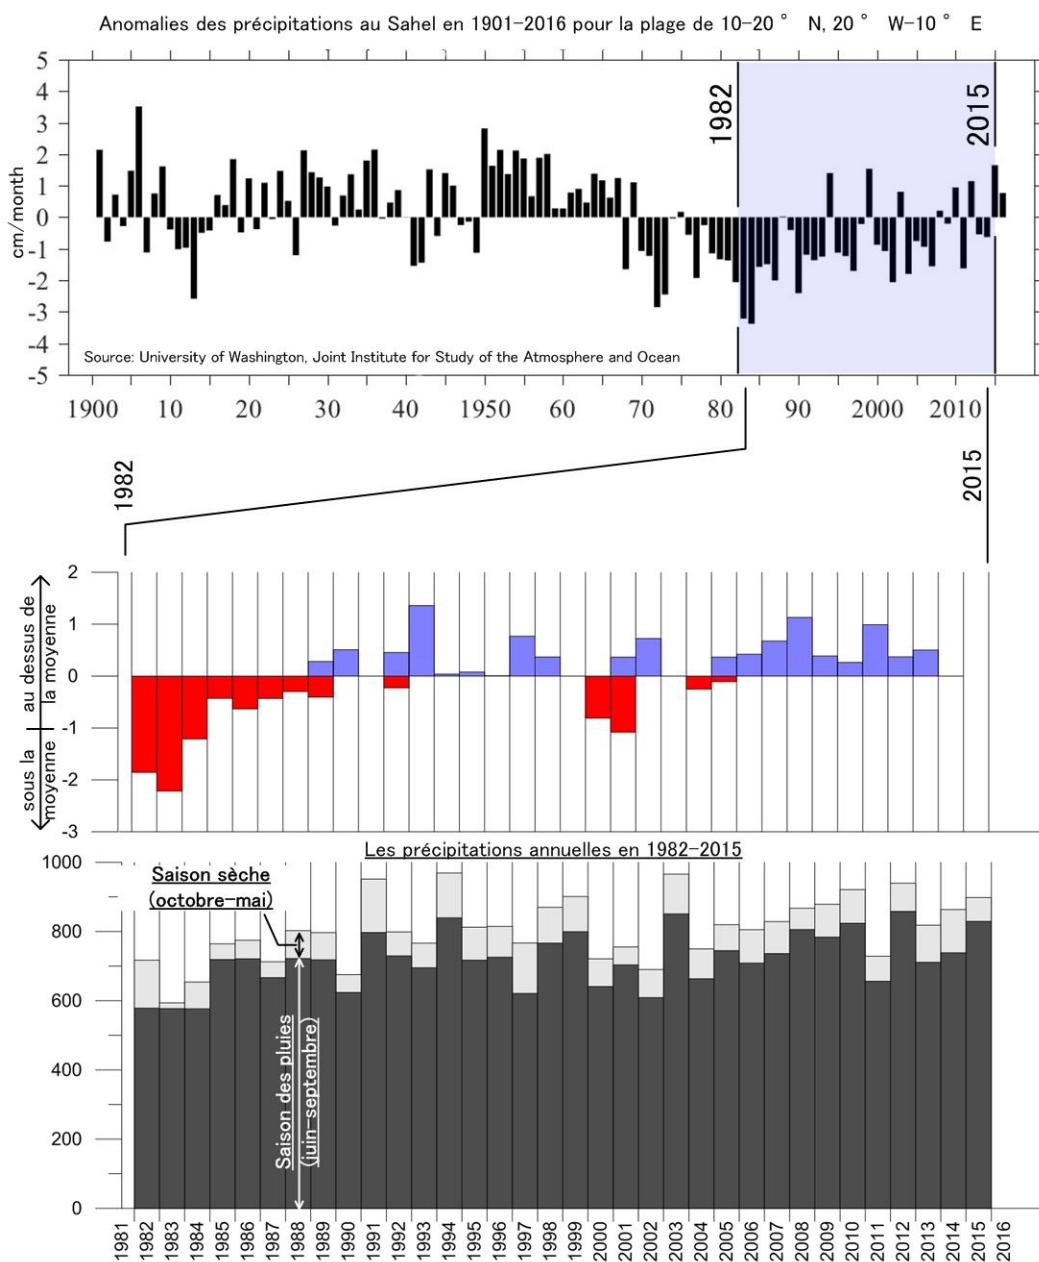 Anomalies des précipitations au Sahel en 1901-2016 pour la plage de 10-20 ° N, 20 ° W-10 ° E
5
4
3
2
1
0
-1
-2
-3
-4
-5
cm/month
1982
2015
Source: University of Washington, Joint Institute for Study of the Atmosphere and Ocean
1900 10 20 30 40 1950 60 70 80 90 2000 2010
1982
2015
2
1
0
-1
-2
-3
au dessus de
la moyenne
sous la
moyenne
Les précipitations annuelles en 1982-2015
1000
800
600
400
200
0
Saison sèche
(octobre-mai)
Saison des pluies
(juin-septembre)
1981 1982 1983 1984 1985 1986 1987 1988 1989 1990 1991 1992 1993 1994 1995 1996 1997 1998 1999 2000 2001 2002 2003 2004 2005 2006 2007 2008 2009 2010 2011 2012 2013 2014 2015 2016